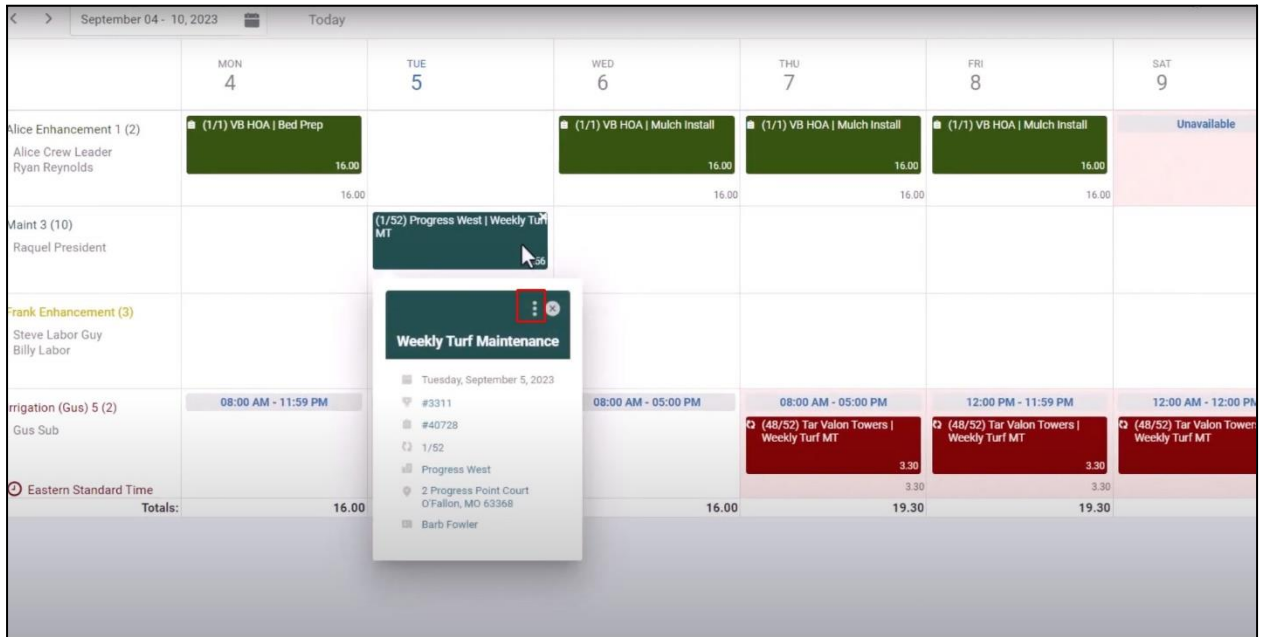 September 04 - 10, 2023 Today
MON TUE WED THU FRI SAT
4 5 6 7 8 9
Alice Enhancement 1 (2)
Alice Crew Leader
Ryan Reynolds
(1/1) VB HOA | Bed Prep
16.00
16.00
(1/1) VB HOA | Mulch Install
16.00
16.00
(1/1) VB HOA | Mulch Install
16.00
16.00
(1/1) VB HOA | Mulch Install
16.00
16.00
Unavailable
Maint 3 (10)
Raquel President
(1/52) Progress West | Weekly Turf
MT
.56
Frank Enhancement (3)
Steve Labor Guy
Billy Labor
Weekly Turf Maintenance
Tuesday, September 5, 2023
#3311
#40728
1/52
Progress West
2 Progress Point Court
O'Fallon, MO 63368
Barb Fowler
rrigation (Gus) 5 (2)
Gus Sub
08:00 AM - 11:59 PM
08:00 AM - 05:00 PM
08:00 AM - 05:00 PM
(48/52) Tar Valon Towers |
Weekly Turf MT
3.30
3.30
12:00 PM - 11:59 PM
(48/52) Tar Valon Towers |
Weekly Turf MT
3.30
3.30
12:00 AM - 12:00 PM
(48/52) Tar Valon Tower
Weekly Turf MT
Eastern Standard Time
Totals: 16.00 16.00 19.30 19.30